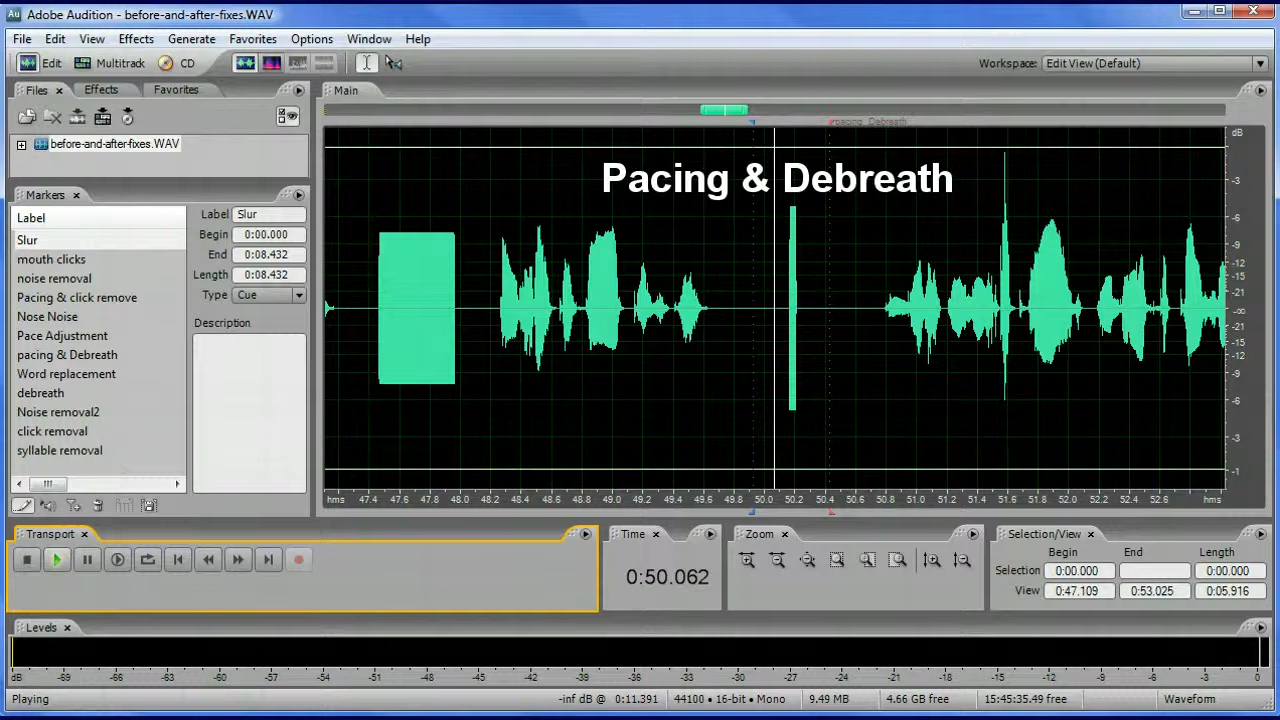 Adobe Audition - before-and-after-fixes.WAV
File Edit View Effects Generate Favorites Options Window Help
Edit Multitrack CD Workspace: Edit View (Default)
Files Effects Favorites
Main
before-and-after-fixes.WAV
pacing Debreath
Pacing & Debreath
dB
-3
-6
-9
-12
-15
-21
-∞
-21
-15
-12
-9
-6
-3
-1
Markers
Label
Slur
mouth clicks
noise removal
Pacing & click remove
Nose Noise
Pace Adjustment
pacing & Debreath
Word replacement
debreath
Noise removal2
click removal
syllable removal
Label Slur
Begin 0:00.000
End 0:08.432
Length 0:08.432
Type Cue
Description
hms 47.4 47.6 47.8 48.0 48.2 48.4 48.6 48.8 49.0 49.2 49.4 49.6 49.8 50.0 50.2 50.4 50.6 50.8 51.0 51.2 51.4 51.6 51.8 52.0 52.2 52.4 52.6 hms
Transport
Time
0:50.062
Zoom
Selection/View
Begin End Length
Selection 0:00.000 0:00.000
View 0:47.109 0:53.025 0:05.916
Levels
dB -69 -66 -63 -60 -57 -54 -51 -48 -45 -42 -39 -36 -33 -30 -27 -24 -21 -18 -15 -12 -9 -6 -3 0
Playing -inf dB @ 0:11.391 44100 • 16-bit • Mono 9.49 MB 4.66 GB free 15:45:35.49 free Waveform